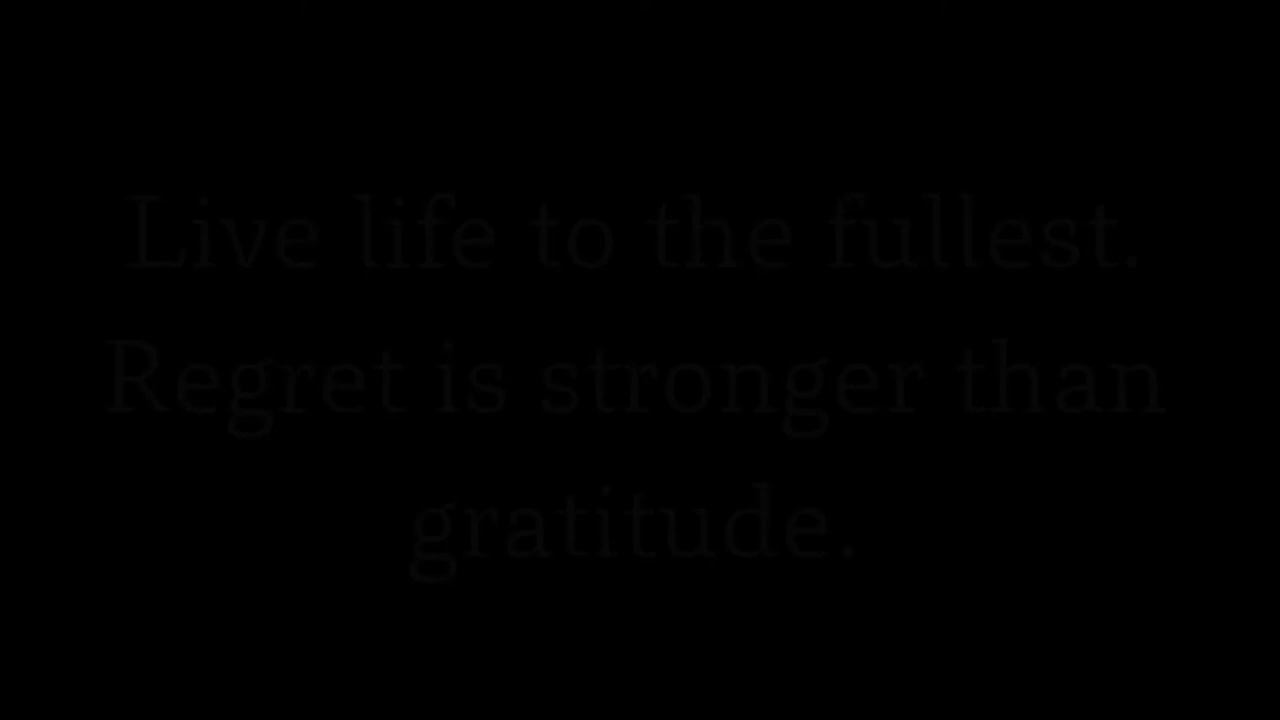 Live life to the fullest.
Regret is stronger than
gratitude.